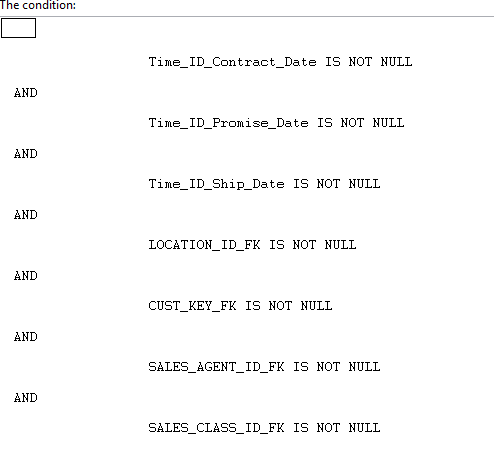 The condition:
Time_ID_Contract_Date IS NOT NULL
AND
Time_ID_Promise_Date IS NOT NULL
AND
Time_ID_Ship_Date IS NOT NULL
AND
LOCATION_ID_FK IS NOT NULL
AND
CUST_KEY_FK IS NOT NULL
AND
SALES_AGENT_ID_FK IS NOT NULL
AND
SALES_CLASS_ID_FK IS NOT NULL